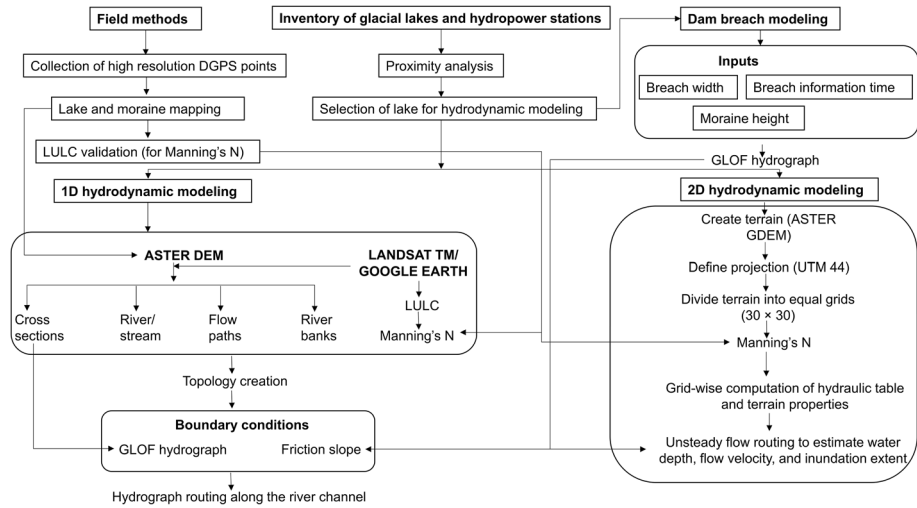 Field methods
Collection of high resolution DGPS points
Lake and moraine mapping
LULC validation (for Manning's N)
Inventory of glacial lakes and hydropower stations
Proximity analysis
Selection of lake for hydrodynamic modeling
Dam breach modeling
Inputs
Breach width
Breach information time
Moraine height
GLOF hydrograph
1D hydrodynamic modeling
ASTER DEM
LANDSAT TM/
GOOGLE EARTH
LULC
Manning's N
Cross
sections
River/
stream
Flow
paths
River
banks
Topology creation
Boundary conditions
GLOF hydrograph
Friction slope
Hydrograph routing along the river channel
2D hydrodynamic modeling
Create terrain (ASTER
GDEM)
Define projection (UTM 44)
Divide terrain into equal grids
(30 × 30)
Manning's N
Grid-wise computation of hydraulic table
and terrain properties
Unsteady flow routing to estimate water
depth, flow velocity, and inundation extent